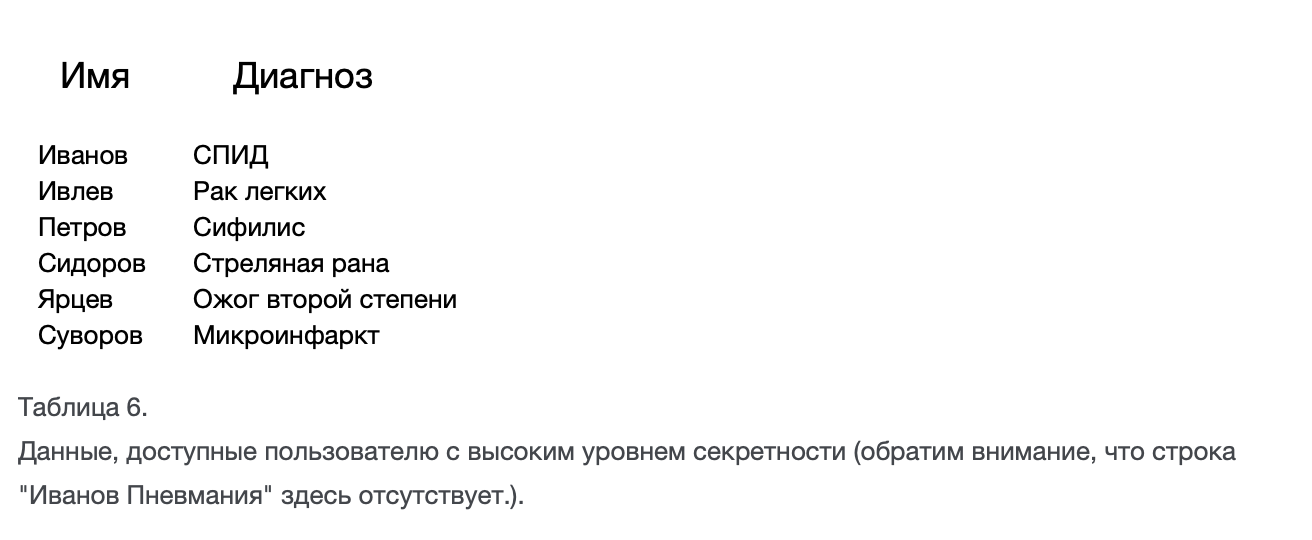 Имя Диагноз
Иванов СПИД
Ивлев Рак легких
Петров Сифилис
Сидоров Стреляная рана
Ярцев Ожог второй степени
Суворов Микроинфаркт
Таблица 6.
Данные, доступные пользователю с высоким уровнем секретности (обратим внимание, что строка
"Иванов Пневмания" здесь отсутствует.).